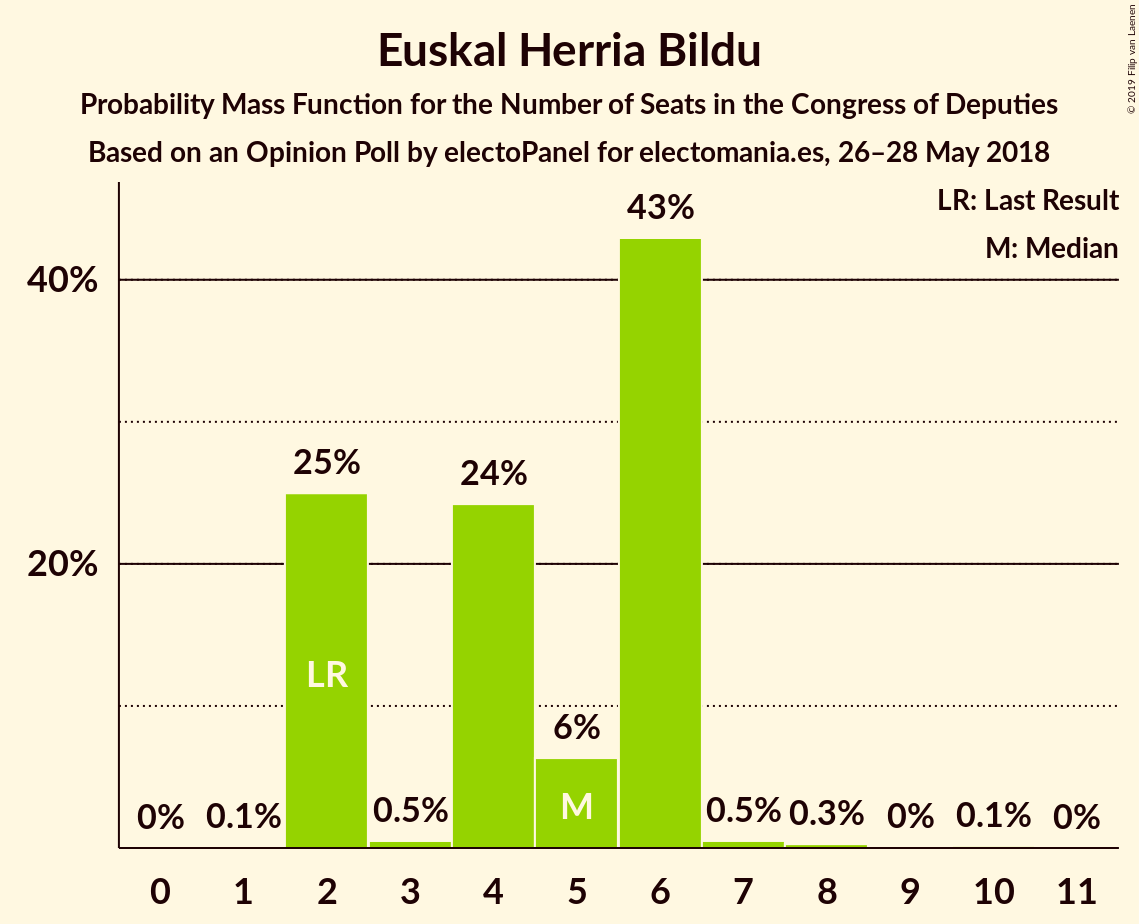 Euskal Herria Bildu
Probability Mass Function for the Number of Seats in the Congress of Deputies
Based on an Opinion Poll by electoPanel for electomania.es, 26–28 May 2018
© 2019 Filip van Laenen
LR: Last Result
M: Median
43%
40%
25%
24%
20%
LR
6%
M
0%
0.1%
0.5%
0.5%
0.3%
0%
0.1%
0%
0 1 2 3 4 5 6 7 8 9 10 11